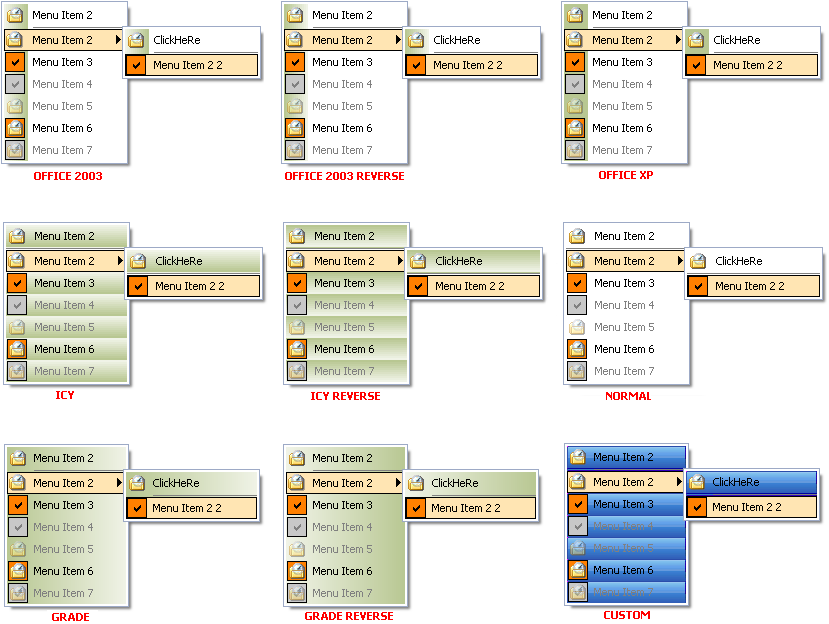 Menu Item 2
Menu Item 2
ClickHeRe
Menu Item 3
Menu Item 2 2
Menu Item 4
Menu Item 5
Menu Item 6
Menu Item 7
OFFICE 2003
Menu Item 2
Menu Item 2
ClickHeRe
Menu Item 3
Menu Item 2 2
Menu Item 4
Menu Item 5
Menu Item 6
Menu Item 7
OFFICE 2003 REVERSE
Menu Item 2
Menu Item 2
ClickHeRe
Menu Item 3
Menu Item 2 2
Menu Item 4
Menu Item 5
Menu Item 6
Menu Item 7
OFFICE XP
Menu Item 2
Menu Item 2
ClickHeRe
Menu Item 3
Menu Item 2 2
Menu Item 4
Menu Item 5
Menu Item 6
Menu Item 7
ICY
Menu Item 2
Menu Item 2
ClickHeRe
Menu Item 3
Menu Item 2 2
Menu Item 4
Menu Item 5
Menu Item 6
Menu Item 7
ICY REVERSE
Menu Item 2
Menu Item 2
ClickHeRe
Menu Item 3
Menu Item 2 2
Menu Item 4
Menu Item 5
Menu Item 6
Menu Item 7
NORMAL
Menu Item 2
Menu Item 2
ClickHeRe
Menu Item 3
Menu Item 2 2
Menu Item 4
Menu Item 5
Menu Item 6
Menu Item 7
GRADE
Menu Item 2
Menu Item 2
ClickHeRe
Menu Item 3
Menu Item 2 2
Menu Item 4
Menu Item 5
Menu Item 6
Menu Item 7
GRADE REVERSE
Menu Item 2
Menu Item 2
ClickHeRe
Menu Item 3
Menu Item 2 2
Menu Item 4
Menu Item 5
Menu Item 6
Menu Item 7
CUSTOM